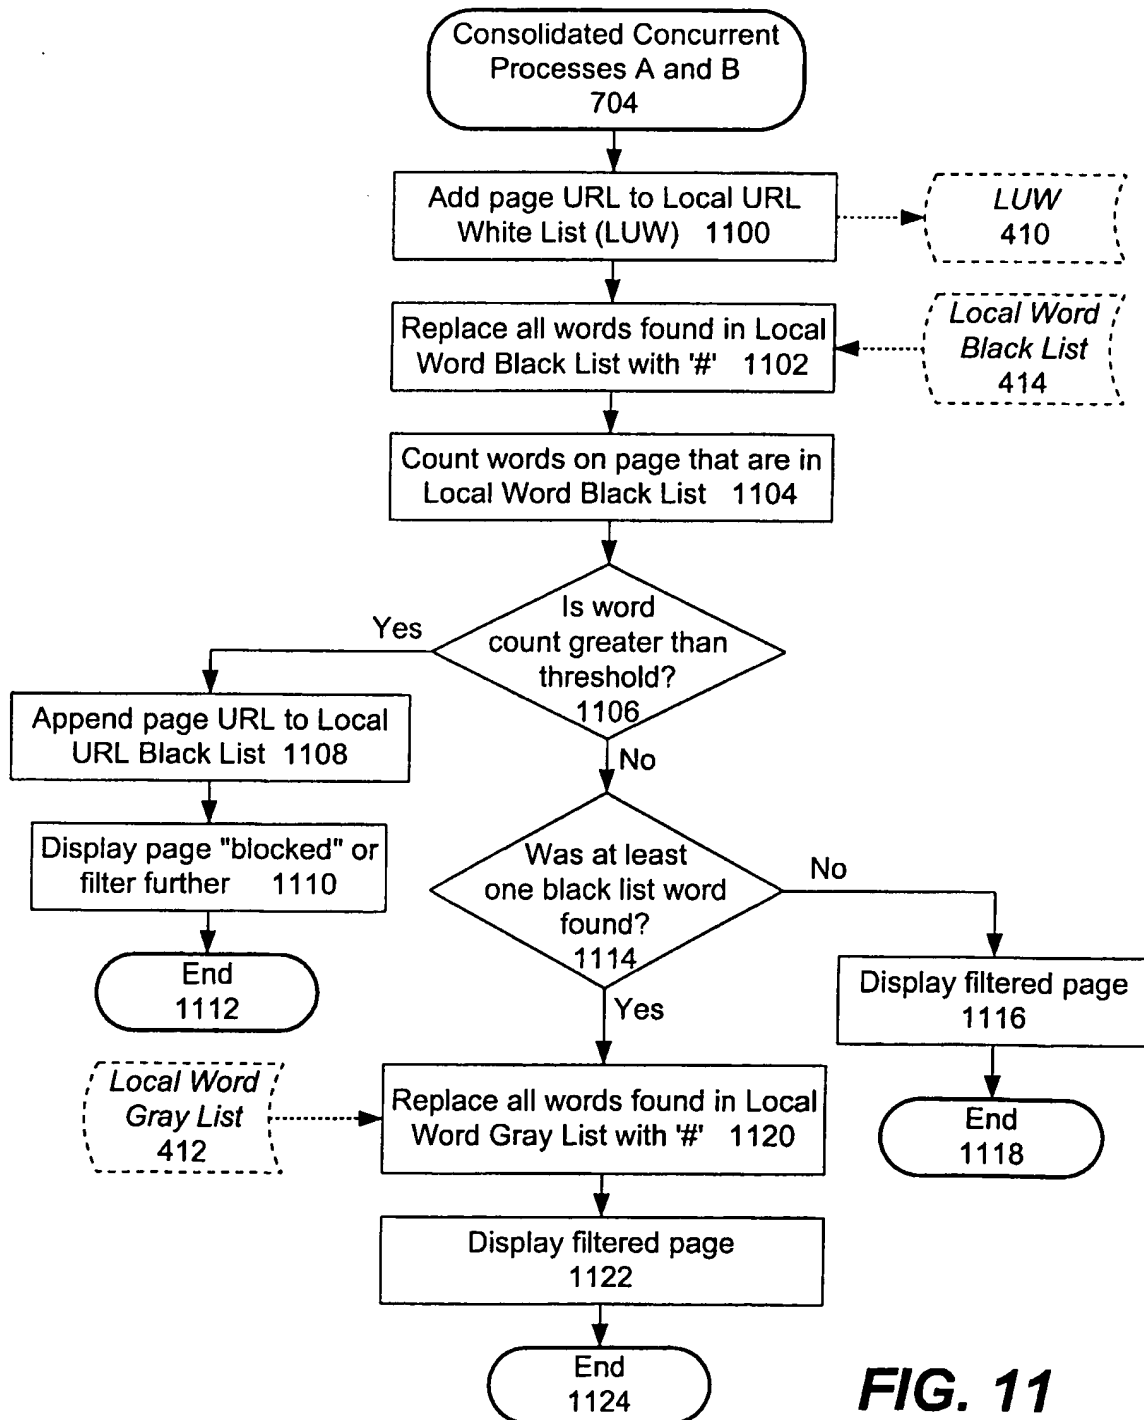 Consolidated Concurrent
Processes A and B
704
Add page URL to Local URL
White List (LUW) 1100
LUW
410
Replace all words found in Local
Word Black List with '#' 1102
Local Word
Black List
414
Count words on page that are in
Local Word Black List 1104
Is word
count greater than
threshold?
1106
Yes
No
Append page URL to Local
URL Black List 1108
Display page "blocked" or
filter further 1110
End
1112
Was at least
one black list word
found?
1114
No
Yes
Display filtered page
1116
End
1118
Local Word
Gray List
412
Replace all words found in Local
Word Gray List with '#' 1120
Display filtered page
1122
End
1124
FIG. 11